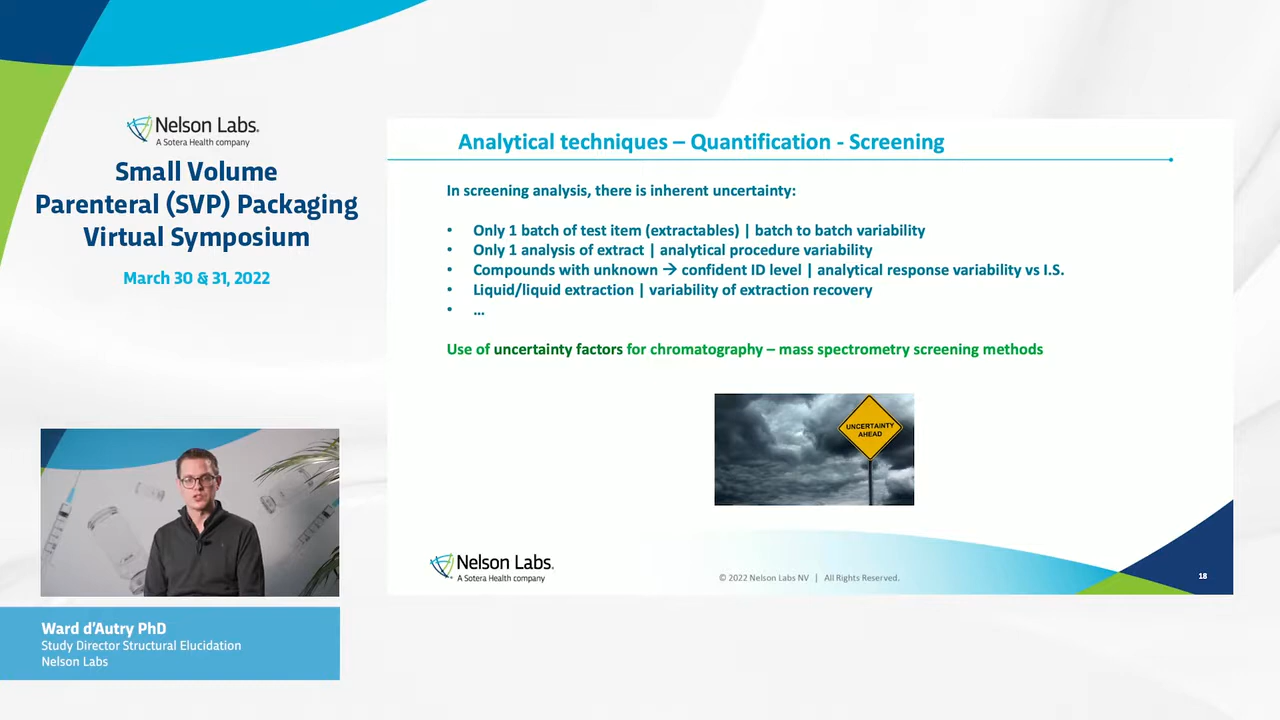 Nelson Labs.
A Sotera Health company
Small Volume
Parenteral (SVP) Packaging
Virtual Symposium
March 30 & 31, 2022
Analytical techniques – Quantification - Screening
In screening analysis, there is inherent uncertainty:
• Only 1 batch of test item (extractables) | batch to batch variability
• Only 1 analysis of extract | analytical procedure variability
• Compounds with unknown → confident ID level | analytical response variability vs I.S.
• Liquid/liquid extraction | variability of extraction recovery
• ...
Use of uncertainty factors for chromatography – mass spectrometry screening methods
UNCERTAINTY
AHEAD
Nelson Labs.
A Sotera Health company
© 2022 Nelson Labs NV | All Rights Reserved.
18
Ward d'Autry PhD
Study Director Structural Elucidation
Nelson Labs